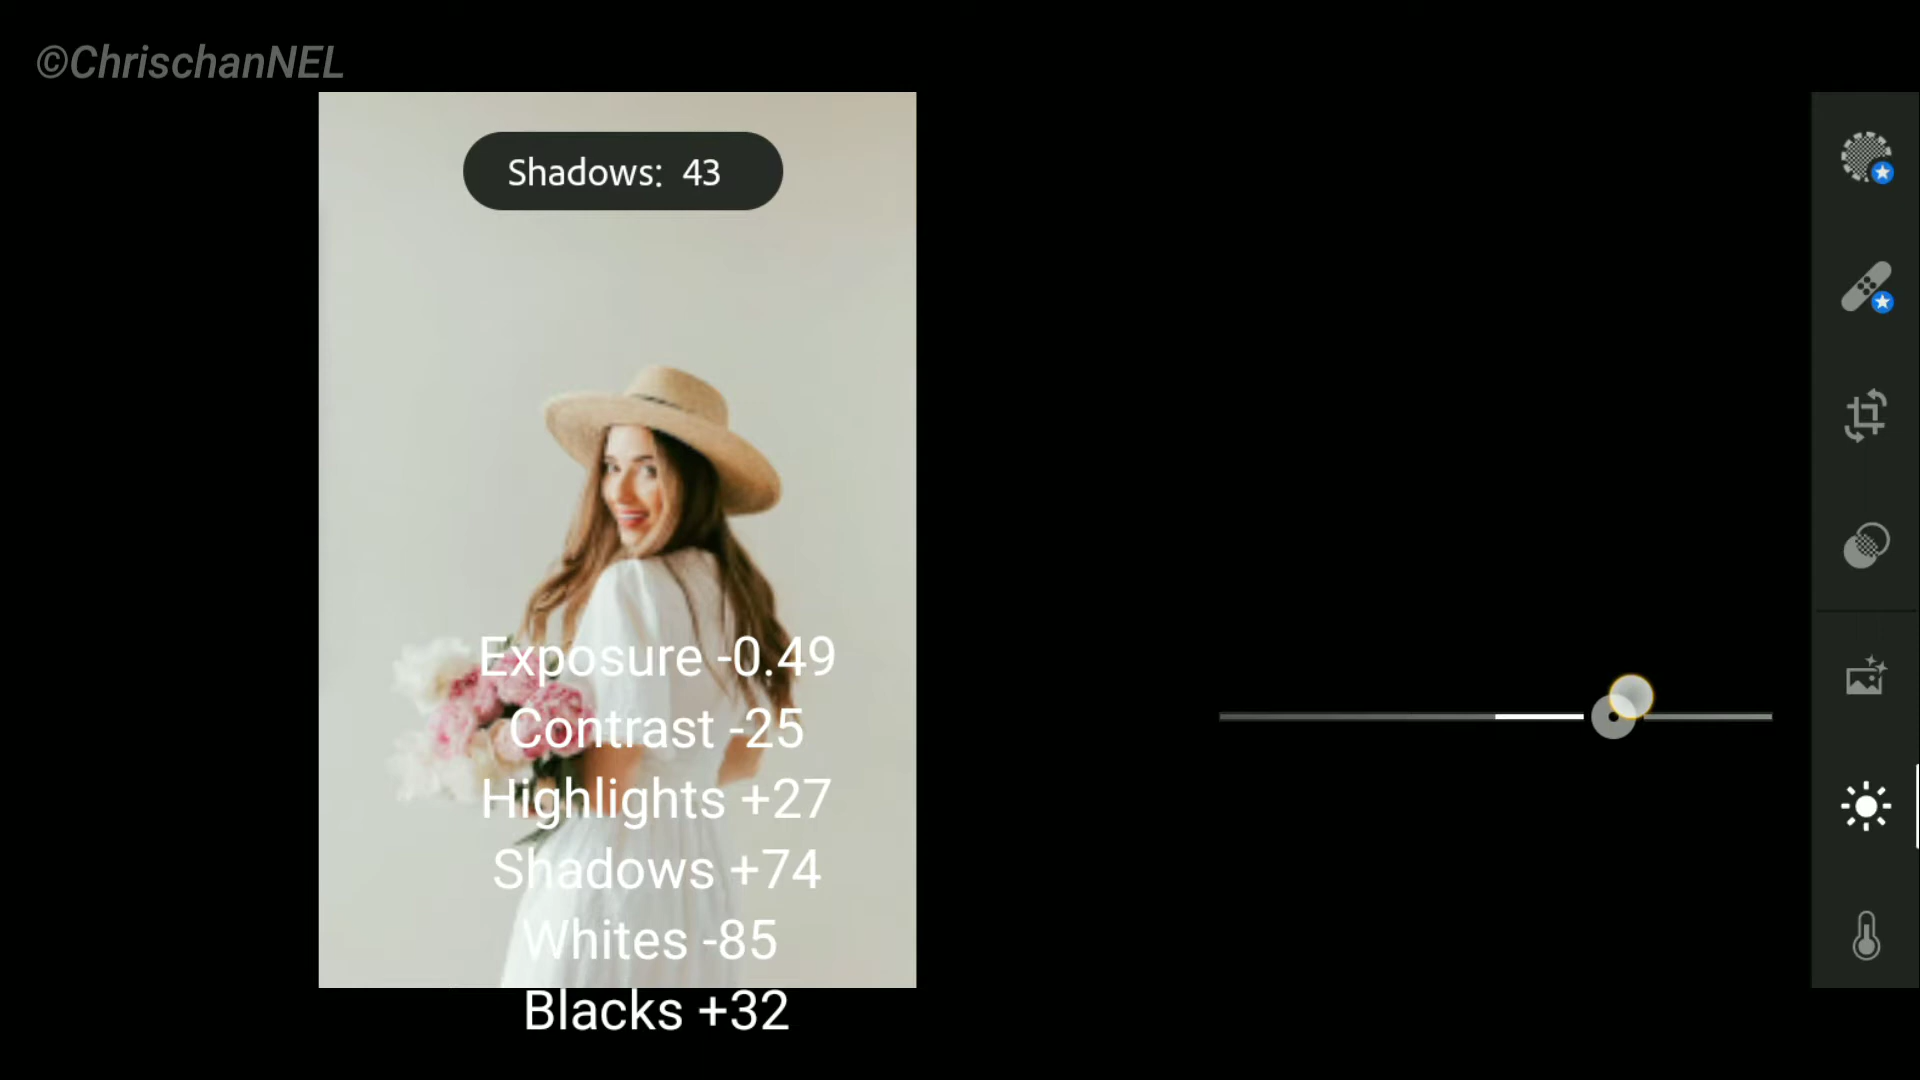 ©ChrischanNEL
Shadows: 43
Exposure -0.49
Contrast -25
Highlights +27
Shadows +74
Whites -85
Blacks +32